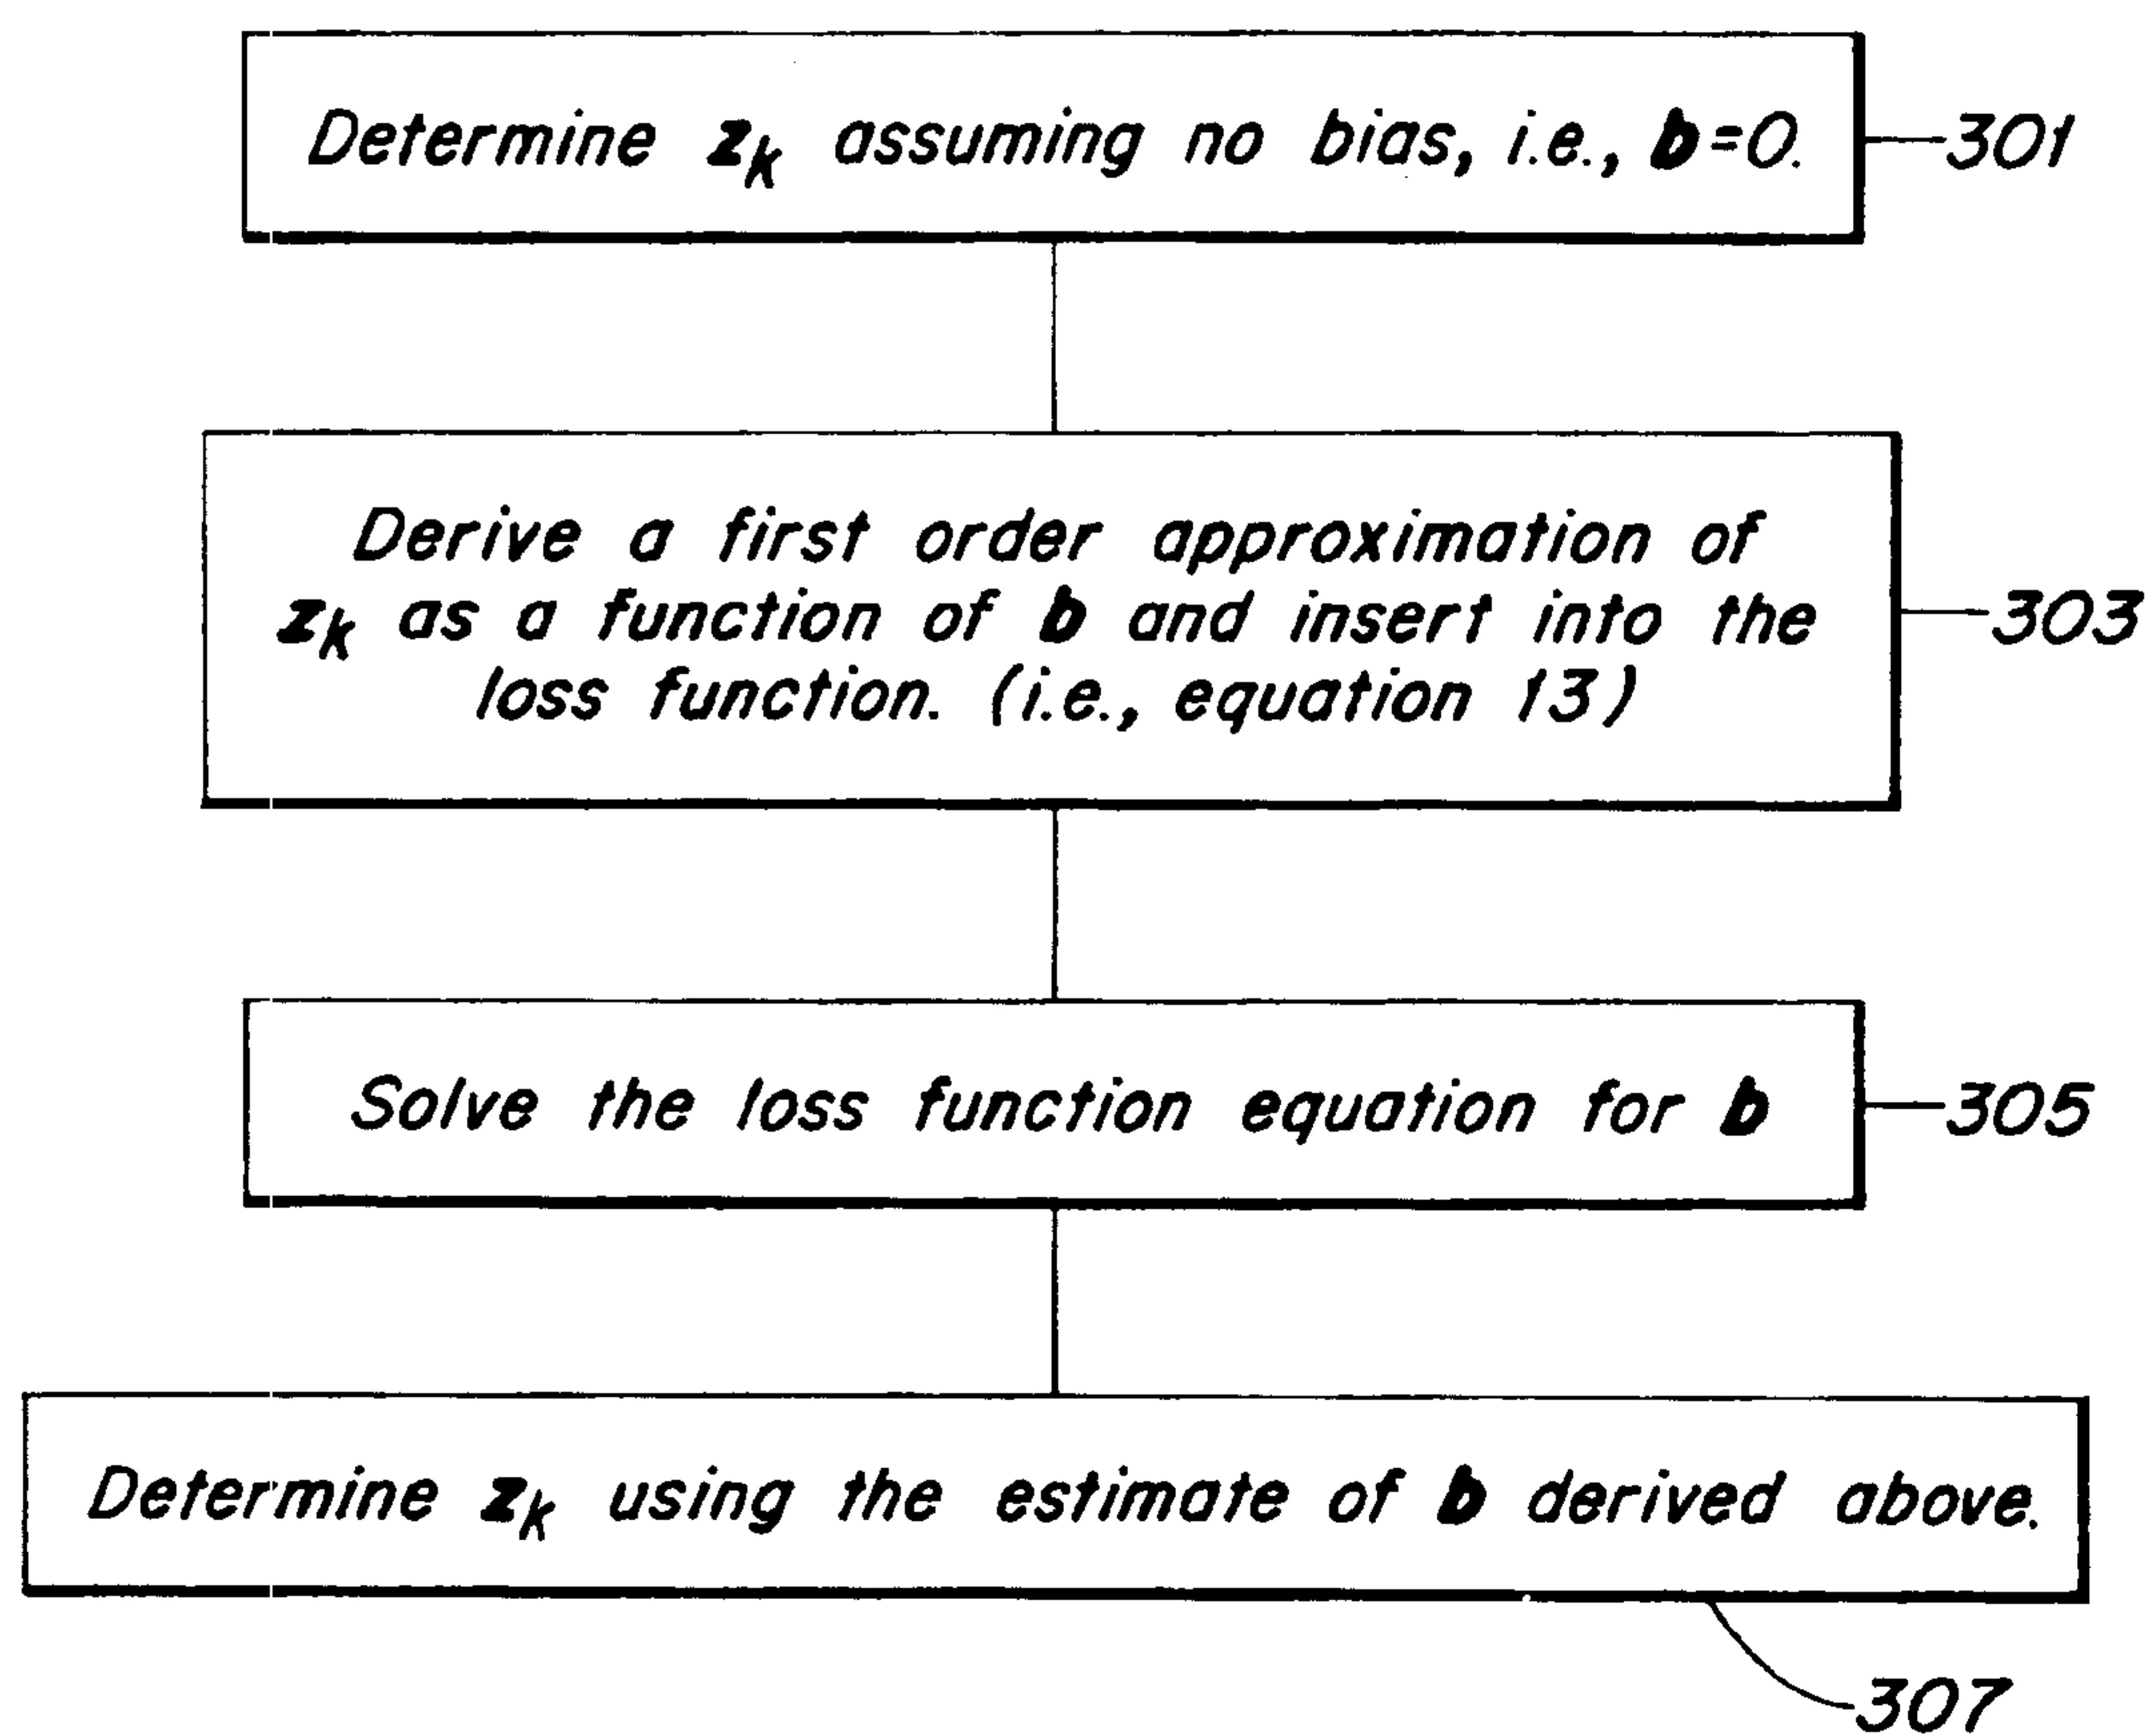 Determine zk assuming no bias, i.e., b=0.
301
Derive a first order approximation of
zk as a function of b and insert into the
loss function. (i.e., equation 13)
303
Solve the loss function equation for b
305
Determine zk using the estimate of b derived above.
307